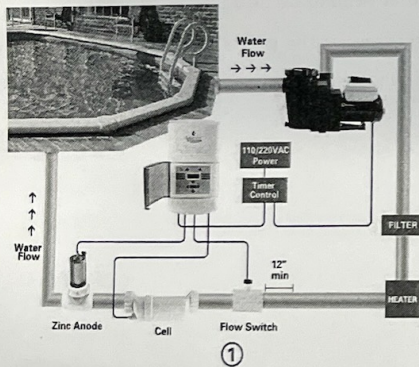 Water
Flow
→ → →
110/220VAC
Power
Timer
Control
↑
↑
↑
Water
Flow
FILTER
12"
min
HEATER
Zinc Anode
Cell
Flow Switch
①